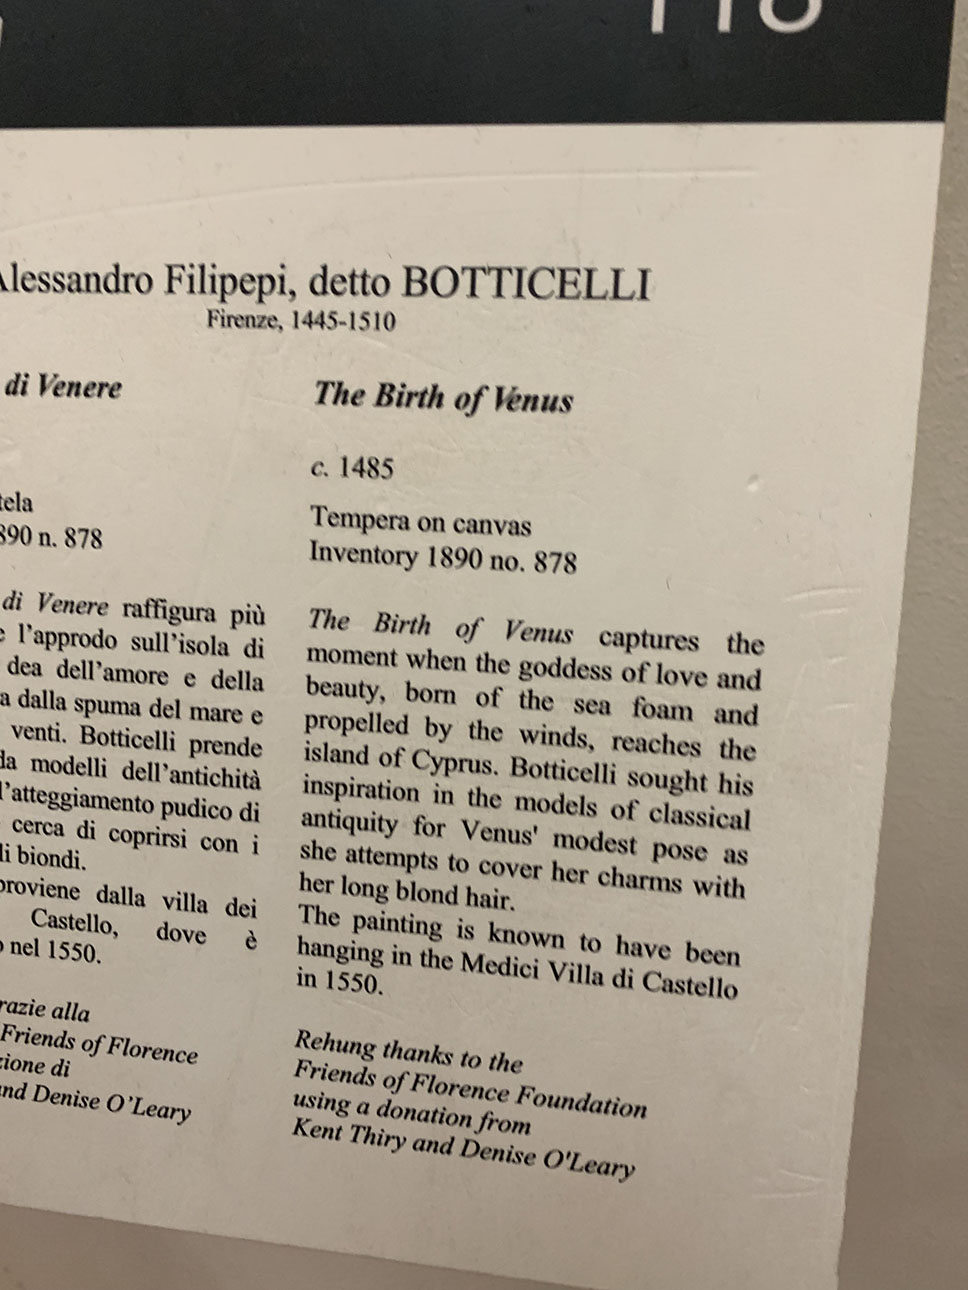 Alessandro Filipepi, detto BOTTICELLI
Firenze, 1445-1510
di Venere
tela
890 n. 878
di Venere raffigura più
l'approdo sull'isola di
dea dell'amore e della
dalla spuma del mare e
venti. Botticelli prende
da modelli dell'antichità
l'atteggiamento pudico di
cerca di coprirsi con i
biondi.
proviene dalla villa dei
Castello, dove è
nel 1550.
grazie alla
Friends of Florence
di
and Denise O'Leary
The Birth of Venus
c. 1485
Tempera on canvas
Inventory 1890 no. 878
The Birth of Venus captures the
moment when the goddess of love and
beauty, born of the sea foam and
propelled by the winds, reaches the
island of Cyprus. Botticelli sought his
inspiration in the models of classical
antiquity for Venus' modest pose as
she attempts to cover her charms with
her long blond hair.
The painting is known to have been
hanging in the Medici Villa di Castello
in 1550.
Rehung thanks to the
Friends of Florence Foundation
using a donation from
Kent Thiry and Denise O'Leary